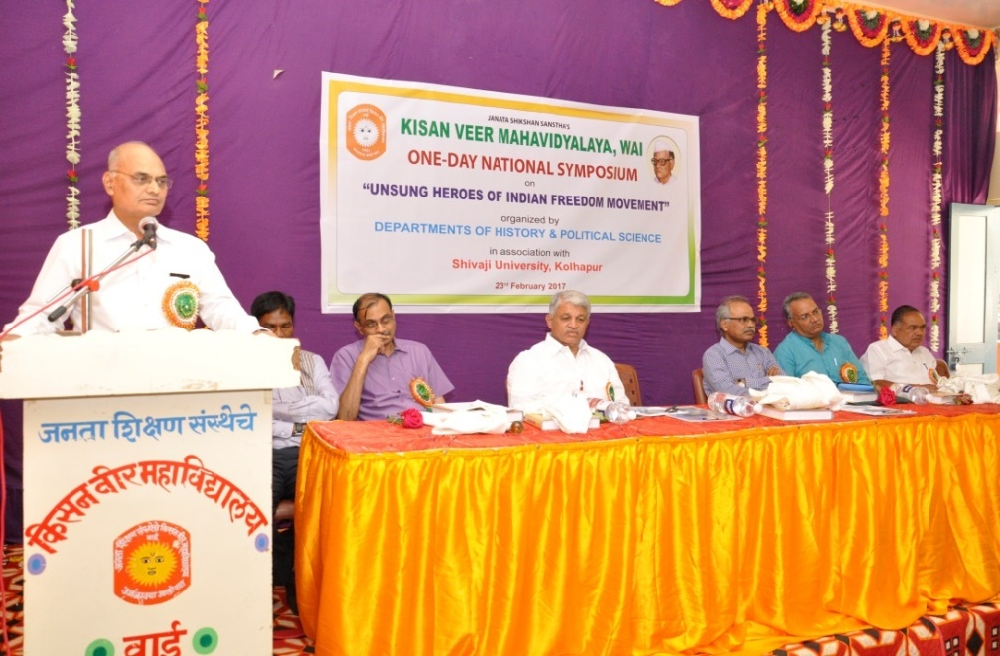 JANATA SHIKSHAN SANSTHA'S
KISAN VEER MAHAVIDYALAYA, WAI
ONE-DAY NATIONAL SYMPOSIUM
on
"UNSUNG HEROES OF INDIAN FREEDOM MOVEMENT"
organized by
DEPARTMENTS OF HISTORY & POLITICAL SCIENCE
in association with
Shivaji University, Kolhapur
23rd February 2017
जनता शिक्षण संस्थेचे
किसन वीर महाविद्यालय
वाई